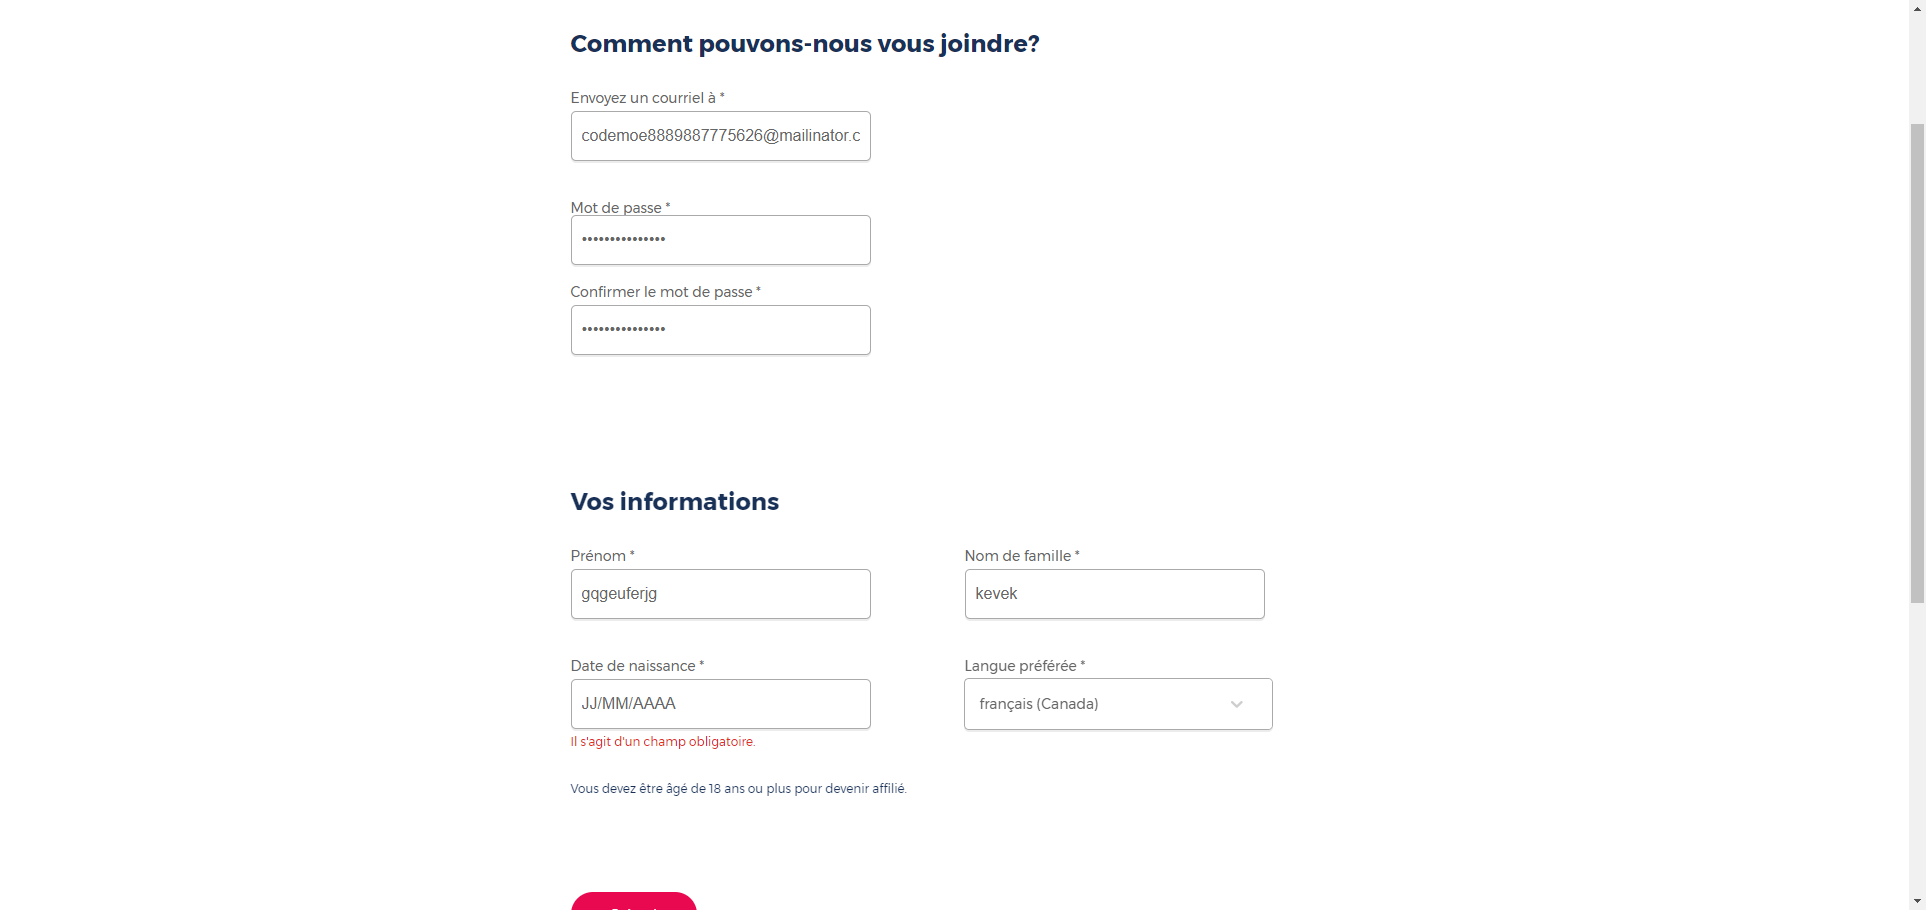 Comment pouvons-nous vous joindre?
Envoyez un courriel à *
codemoe8889887775626@mailinator.c
Mot de passe *
•••••••••••••••
Confirmer le mot de passe *
•••••••••••••••
Vos informations
Prénom *
Nom de famille *
gqgeuferjg
kevek
Date de naissance *
Langue préférée *
JJ/MM/AAAA
français (Canada)
Il s'agit d'un champ obligatoire.
Vous devez être âgé de 18 ans ou plus pour devenir affilié.